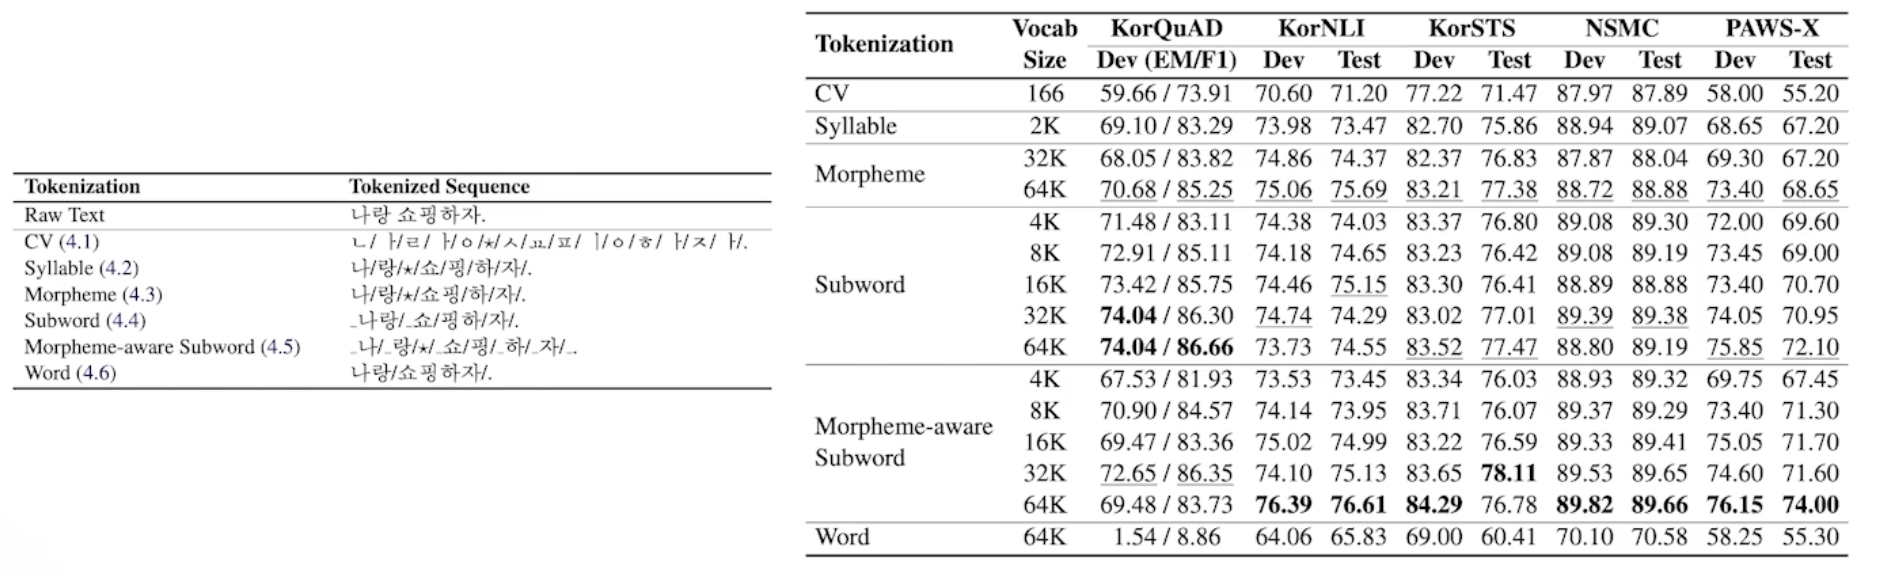 Tokenization Tokenized Sequence
Raw Text 나랑 쇼핑하자.
CV (4.1) ㄴ/ㅏ/ㄹ/ㅏ/ㅇ/⋆/ㅅ/ㅛ/ㅍ/ㅣ/ㅇ/ㅎ/ㅏ/ㅈ/ㅏ/.
Syllable (4.2) 나/랑/⋆/쇼/핑/하/자/.
Morpheme (4.3) 나/랑/⋆/쇼핑/하/자/.
Subword (4.4) _나랑/_쇼/핑하/자/.
Morpheme-aware Subword (4.5) _나/_랑/⋆/_쇼/핑/_하/_자/_.
Word (4.6) 나랑/쇼핑하자/.
Tokenization Vocab Size KorQuAD KorNLI KorSTS NSMC PAWS-X
Dev (EM/F1) Dev Test Dev Test Dev Test Dev Test
CV 166 59.66 / 73.91 70.60 71.20 77.22 71.47 87.97 87.89 58.00 55.20
Syllable 2K 69.10 / 83.29 73.98 73.47 82.70 75.86 88.94 89.07 68.65 67.20
Morpheme 32K 68.05 / 83.82 74.86 74.37 82.37 76.83 87.87 88.04 69.30 67.20
64K 70.68 / 85.25 75.06 75.69 83.21 77.38 88.72 88.88 73.40 68.65
Subword 4K 71.48 / 83.11 74.38 74.03 83.37 76.80 89.08 89.30 72.00 69.60
8K 72.91 / 85.11 74.18 74.65 83.23 76.42 89.08 89.19 73.45 69.00
16K 73.42 / 85.75 74.46 75.15 83.30 76.41 88.89 88.88 73.40 70.70
32K 74.04 / 86.30 74.74 74.29 83.02 77.01 89.39 89.38 74.05 70.95
64K 74.04 / 86.66 73.73 74.55 83.52 77.47 88.80 89.19 75.85 72.10
Morpheme-aware Subword 4K 67.53 / 81.93 73.53 73.45 83.34 76.03 88.93 89.32 69.75 67.45
8K 70.90 / 84.57 74.14 73.95 83.71 76.07 89.37 89.29 73.40 71.30
16K 69.47 / 83.36 75.02 74.99 83.22 76.59 89.33 89.41 75.05 71.70
32K 72.65 / 86.35 74.10 75.13 83.65 78.11 89.53 89.65 74.60 71.60
64K 69.48 / 83.73 76.39 76.61 84.29 76.78 89.82 89.66 76.15 74.00
Word 64K 1.54 / 8.86 64.06 65.83 69.00 60.41 70.10 70.58 58.25 55.30